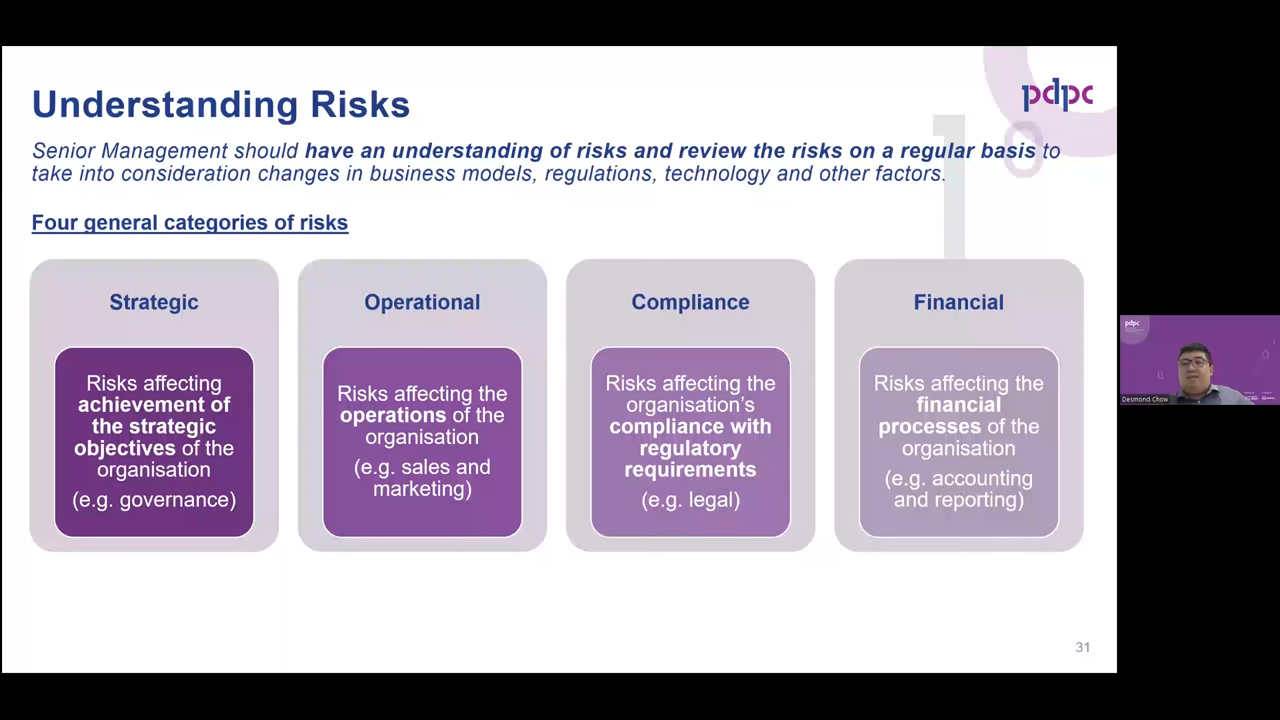 Understanding Risks
pdpc
Senior Management should have an understanding of risks and review the risks on a regular basis to
take into consideration changes in business models, regulations, technology and other factors.
Four general categories of risks
Strategic
Risks affecting
achievement of
the strategic
objectives of the
organisation
(e.g. governance)
Operational
Risks affecting the
operations of the
organisation
(e.g. sales and
marketing)
Compliance
Risks affecting the
organisation’s
compliance with
regulatory
requirements
(e.g. legal)
Financial
Risks affecting the
financial
processes of the
organisation
(e.g. accounting
and reporting)
31
pdpc
Desmond Chow